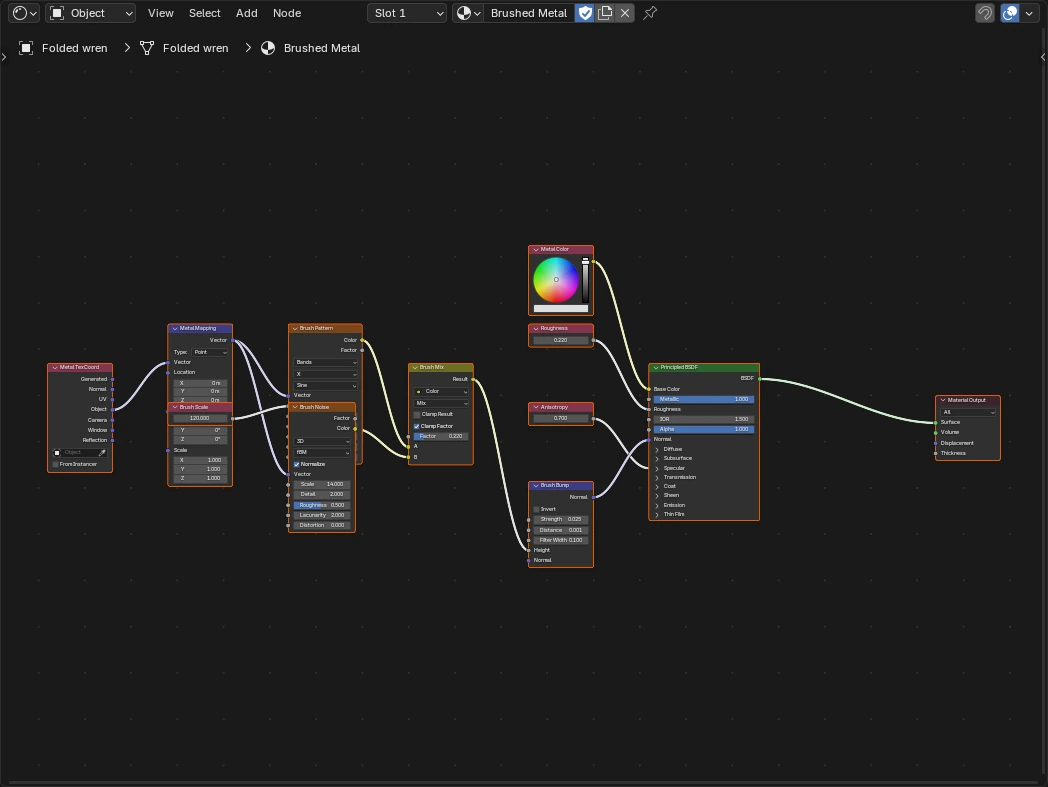 Object View Select Add Node Slot 1 Brushed Metal
Folded wren Folded wren Brushed Metal
Metal Color
Metal TexCoord
Generated
Normal
UV
Object
Camera
Window
Reflection
Object
From Instancer
Metal Mapping
Vector
Type: Point
Vector
Location
X 0 m
Y 0 m
Z 0 m
Brush Scale
120.000
Y 0°
Z 0°
Scale
X 1.000
Y 1.000
Z 1.000
Brush Pattern
Color
Factor
Bands
X
Sine
Vector
Brush Noise
Factor
Color
3D
fBM
Normalize
Vector
Scale 14.000
Detail 2.000
Roughness 0.500
Lacunarity 2.000
Distortion 0.000
Brush Mix
Result
Color
Mix
Clamp Result
Clamp Factor
Factor 0.220
A
B
Roughness
0.220
Anisotropy
0.700
Brush Bump
Normal
Invert
Strength 0.025
Distance 0.001
Filter Width 0.100
Height
Normal
Principled BSDF
BSDF
Base Color
Metallic 1.000
Roughness
IOR 1.500
Alpha 1.000
Normal
Diffuse
Subsurface
Specular
Transmission
Coat
Sheen
Emission
Thin Film
Material Output
All
Surface
Volume
Displacement
Thickness